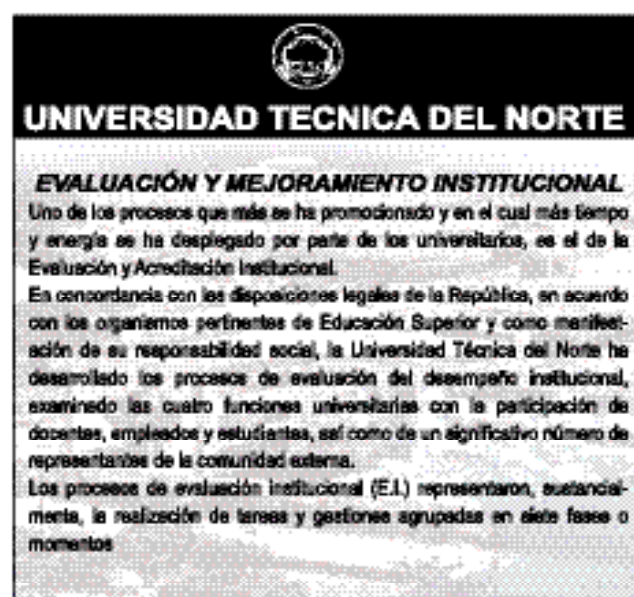 UNIVERSIDAD TECNICA DEL NORTE
EVALUACIÓN Y MEJORAMIENTO INSTITUCIONAL
Uno de los procesos que más se ha promocionado y en el cual más tiempo
y energía se ha desplegado por parte de los universitarios, es el de la
Evaluación y Acreditación Institucional.
En concordancia con las disposiciones legales de la República, en acuerdo
con los organismos pertinentes de Educación Superior y como manifest-
ación de su responsabilidad social, la Universidad Técnica del Norte ha
desarrollado los procesos de evaluación del desempeño institucional,
examinado las cuatro funciones universitarias con la participación de
docentes, empleados y estudiantes, así como de un significativo número de
representantes de la comunidad externa.
Los procesos de evaluación institucional (E.I.) representaron, sustancial-
mente, la realización de tareas y gestiones agrupadas en siete fases o
momentos